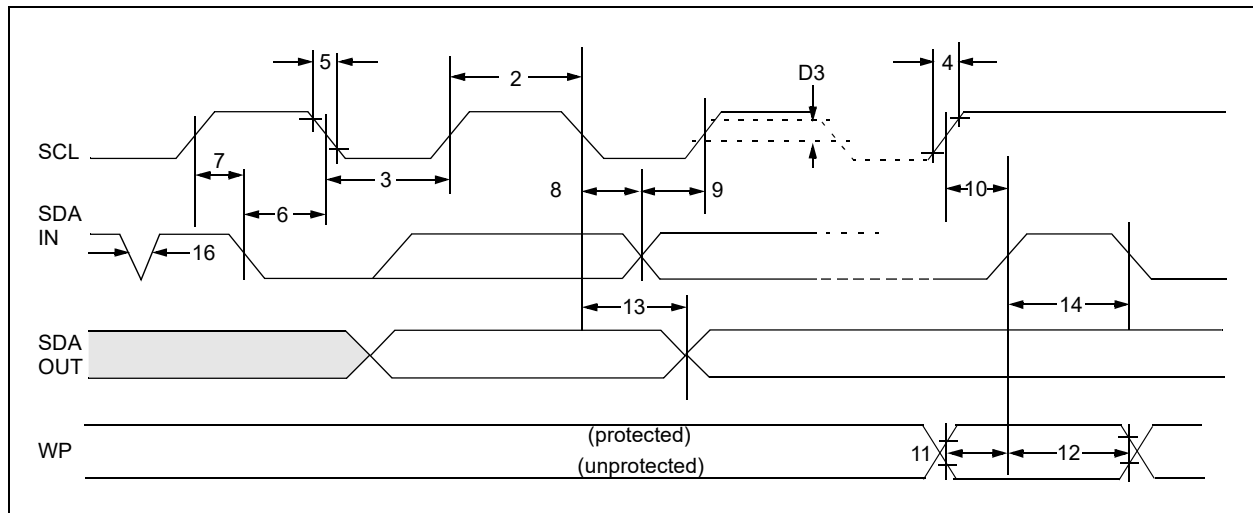 5
2
D3
4
SCL
7
3
8
9
10
SDA
IN
6
16
13
14
SDA
OUT
WP
(protected)
(unprotected)
11
12